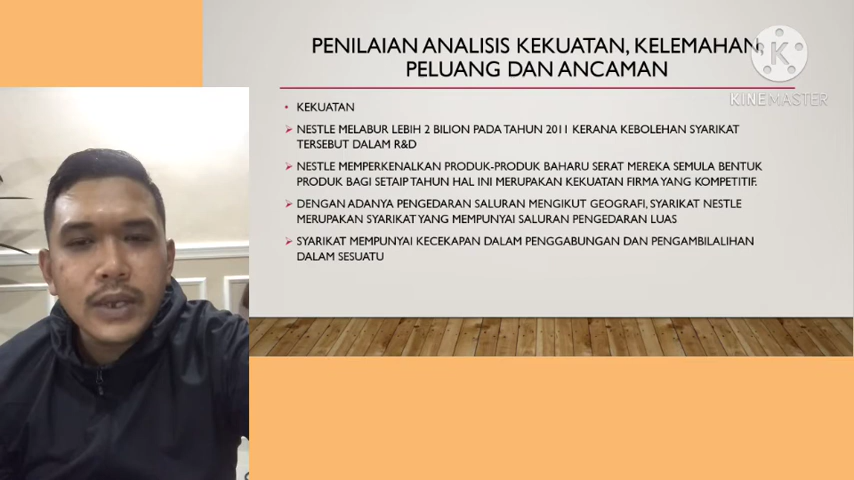 PENILAIAN ANALISIS KEKUATAN, KELEMAHAN,
PELUANG DAN ANCAMAN
KINEMASTER
KEKUATAN
NESTLE MELABUR LEBIH 2 BILION PADA TAHUN 2011 KERANA KEBOLEHAN SYARIKAT
TERSEBUT DALAM R&D
NESTLE MEMPERKENALKAN PRODUK-PRODUK BAHARU SERAT MEREKA SEMULA BENTUK
PRODUK BAGI SETAIP TAHUN HAL INI MERUPAKAN KEKUATAN FIRMA YANG KOMPETITIF.
DENGAN ADANYA PENGEDARAN SALURAN MENGIKUT GEOGRAFI, SYARIKAT NESTLE
MERUPAKAN SYARIKAT YANG MEMPUNYAI SALURAN PENGEDARAN LUAS
SYARIKAT MEMPUNYAI KECEKAPAN DALAM PENGGABUNGAN DAN PENGAMBILALIHAN
DALAM SESUATU